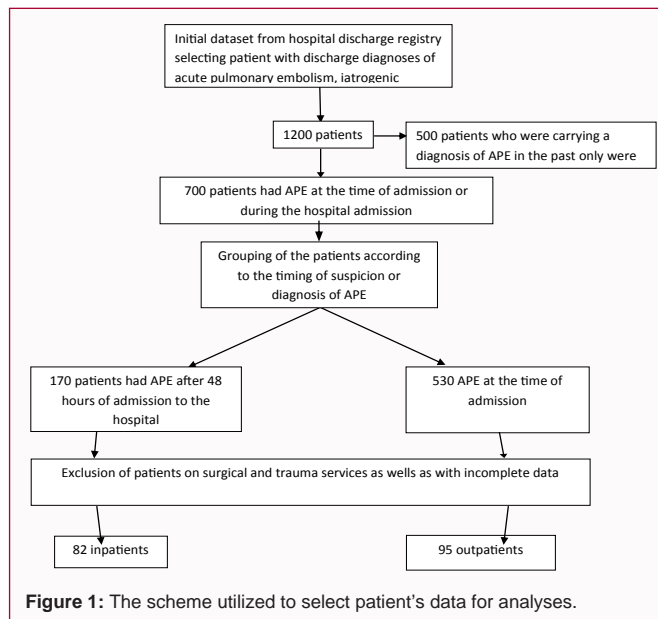 Initial dataset from hospital discharge registry
selecting patient with discharge diagnoses of
acute pulmonary embolism, iatrogenic
1200 patients
500 patients who were carrying a
diagnosis of APE in the past only were
700 patients had APE at the time of admission or
during the hospital admission
Grouping of the patients according
to the timing of suspicion or
diagnosis of APE
170 patients had APE after 48
hours of admission to the
hospital
530 APE at the time of
admission
Exclusion of patients on surgical and trauma services as wells as with incomplete data
82 inpatients
95 outpatients
Figure 1: The scheme utilized to select patient's data for analyses.